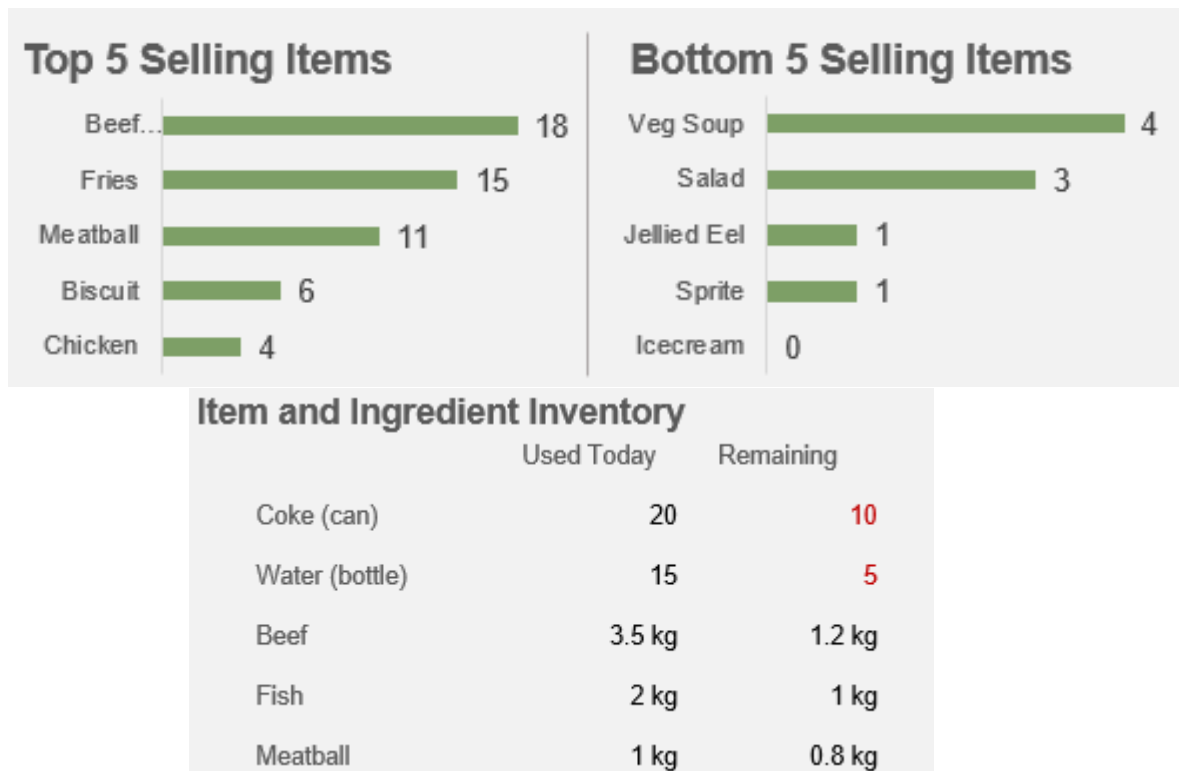 Top 5 Selling Items
Beef... 18
Fries 15
Meatball 11
Biscuit 6
Chicken 4
Bottom 5 Selling Items
Veg Soup 4
Salad 3
Jellied Eel 1
Sprite 1
Icecream 0
Item and Ingredient Inventory
Used Today Remaining
Coke (can) 20 10
Water (bottle) 15 5
Beef 3.5 kg 1.2 kg
Fish 2 kg 1 kg
Meatball 1 kg 0.8 kg